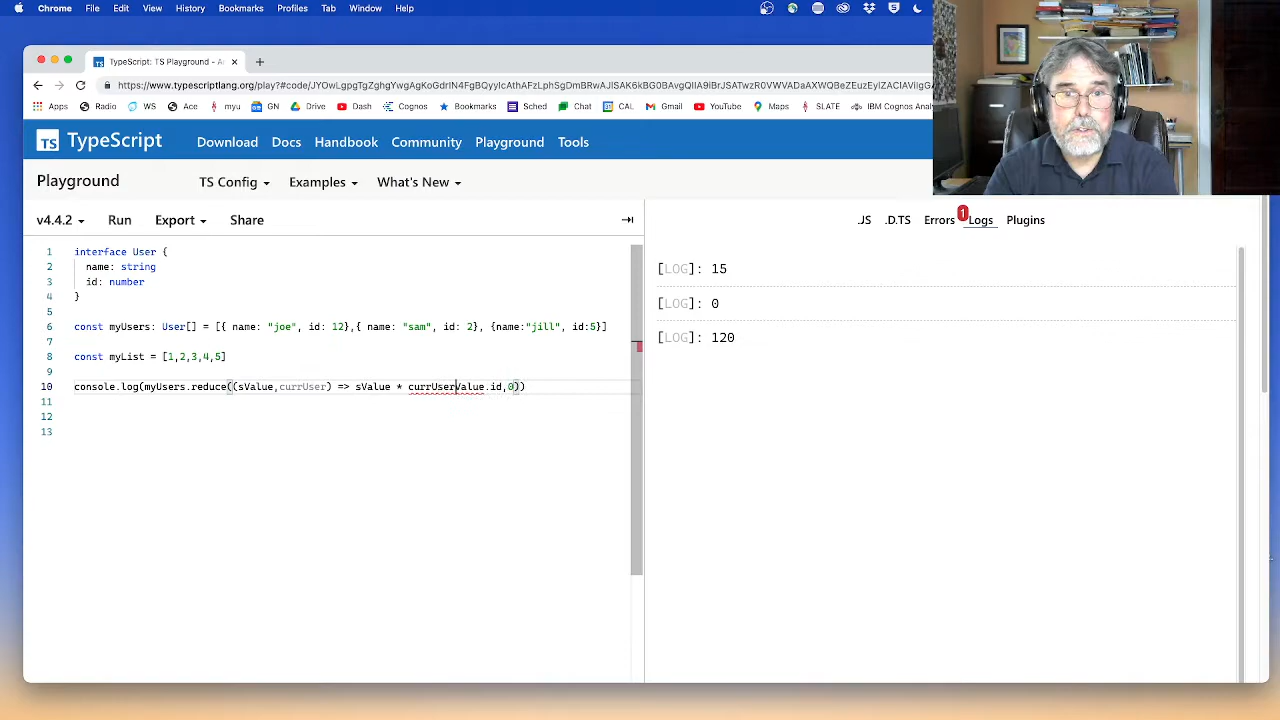 Chrome File Edit View History Bookmarks Profiles Tab Window Help
TypeScript: TS Playground - A
https://www.typescriptlang.org/play?#code/
Apps Radio WS Ace myu GN Drive Dash Cognos Bookmarks Sched Chat CAL Gmail YouTube Maps SLATE IBM Cognos Analy
TS TypeScript Download Docs Handbook Community Playground Tools
Playground TS Config Examples What's New
v4.4.2 Run Export Share .JS .D.TS Errors 1 Logs Plugins
1 interface User {
2 name: string
3 id: number
4 }
5
6 const myUsers: User[] = [{ name: "joe", id: 12},{ name: "sam", id: 2}, {name:"jill", id:5}]
7
8 const myList = [1,2,3,4,5]
9
10 console.log(myUsers.reduce((sValue,currUser) => sValue * currUserValue.id,0))
11
12
13
[LOG]: 15
[LOG]: 0
[LOG]: 120